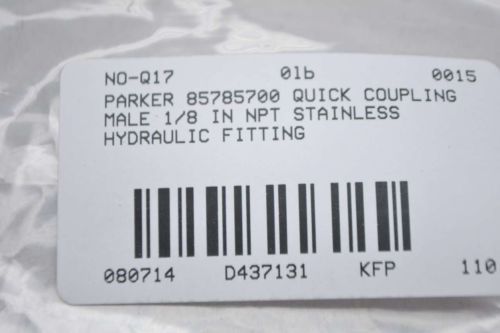 NO-Q17 01b 0015
PARKER 85785700 QUICK COUPLING
MALE 1/8 IN NPT STAINLESS
HYDRAULIC FITTING
080714 D437131 KFP 110